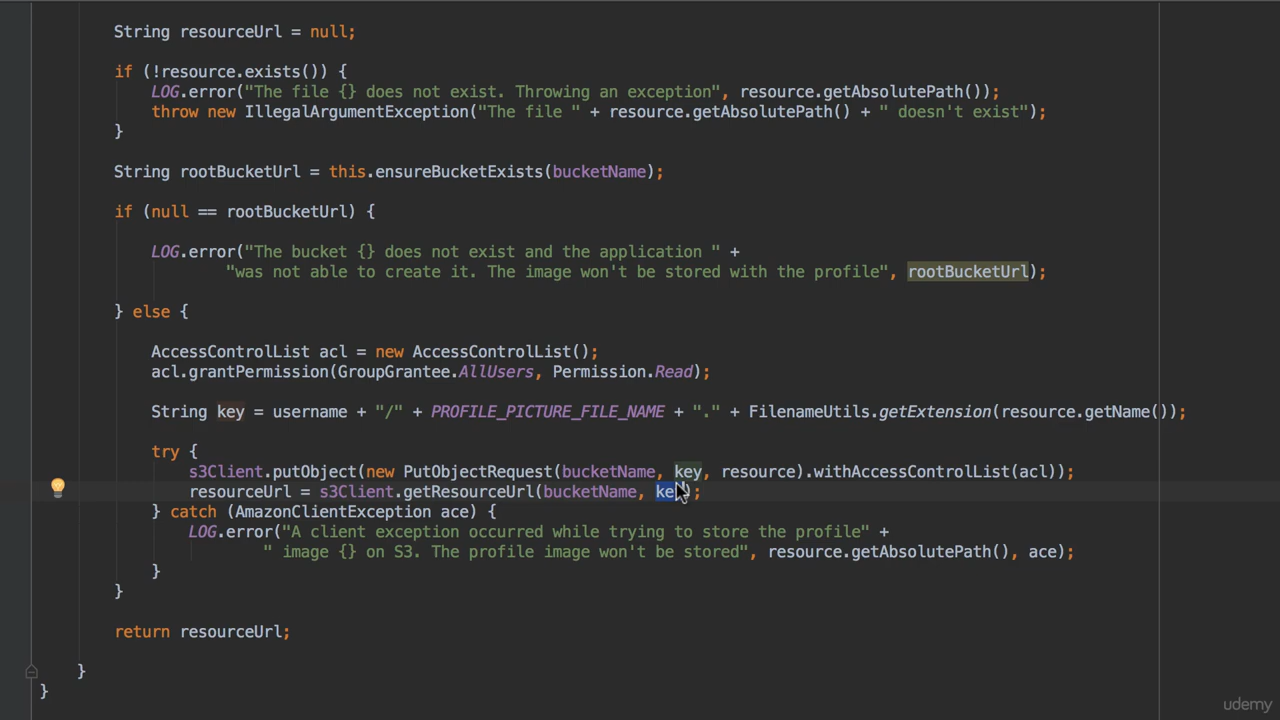 String resourceUrl = null;
if (!resource.exists()) {
LOG.error("The file {} does not exist. Throwing an exception", resource.getAbsolutePath());
throw new IllegalArgumentException("The file " + resource.getAbsolutePath() + " doesn't exist");
}
String rootBucketUrl = this.ensureBucketExists(bucketName);
if (null == rootBucketUrl) {
LOG.error("The bucket {} does not exist and the application " +
"was not able to create it. The image won't be stored with the profile", rootBucketUrl);
} else {
AccessControlList acl = new AccessControlList();
acl.grantPermission(GroupGrantee.AllUsers, Permission.Read);
String key = username + "/" + PROFILE_PICTURE_FILE_NAME + "." + FilenameUtils.getExtension(resource.getName());
try {
s3Client.putObject(new PutObjectRequest(bucketName, key, resource).withAccessControlList(acl));
resourceUrl = s3Client.getResourceUrl(bucketName, key);
} catch (AmazonClientException ace) {
LOG.error("A client exception occurred while trying to store the profile" +
" image {} on S3. The profile image won't be stored", resource.getAbsolutePath(), ace);
}
}
return resourceUrl;
}
}
udemy